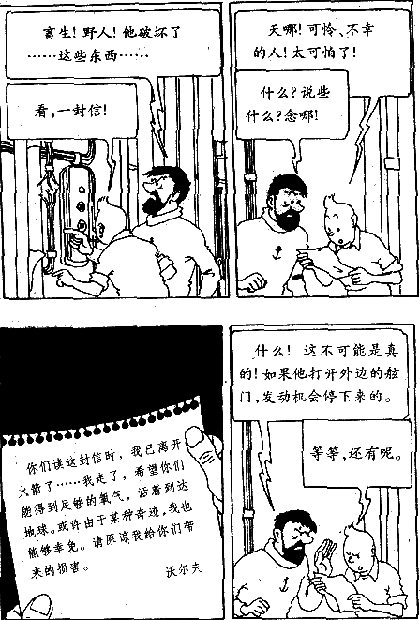 畜生!野人!他破坏了
……这些东西……
看,一封信!
天哪!可怜、不幸
的人!太可怕了!
什么?说些
什么?念哪!
你们读这封信时,我已离开
火箭了……我走了,希望你们
能得到足够的氧气,活着到达
地球。或许由于某种奇迹,我也
能够幸免。请原谅我给你们带
来的损害。
沃尔夫
什么! 这不可能是真
的!如果他打开外边的舷
门,发动机会停下来的。
等等,还有呢。